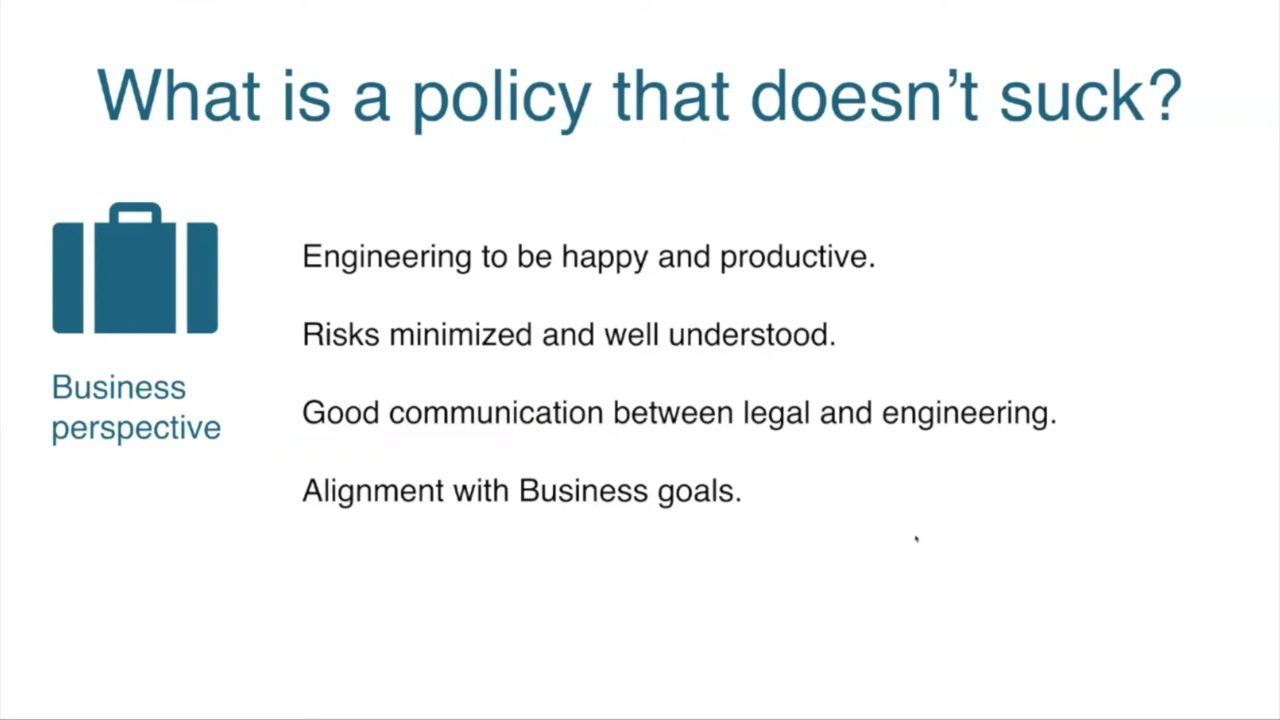 What is a policy that doesn’t suck?
Business
perspective
Engineering to be happy and productive.
Risks minimized and well understood.
Good communication between legal and engineering.
Alignment with Business goals.